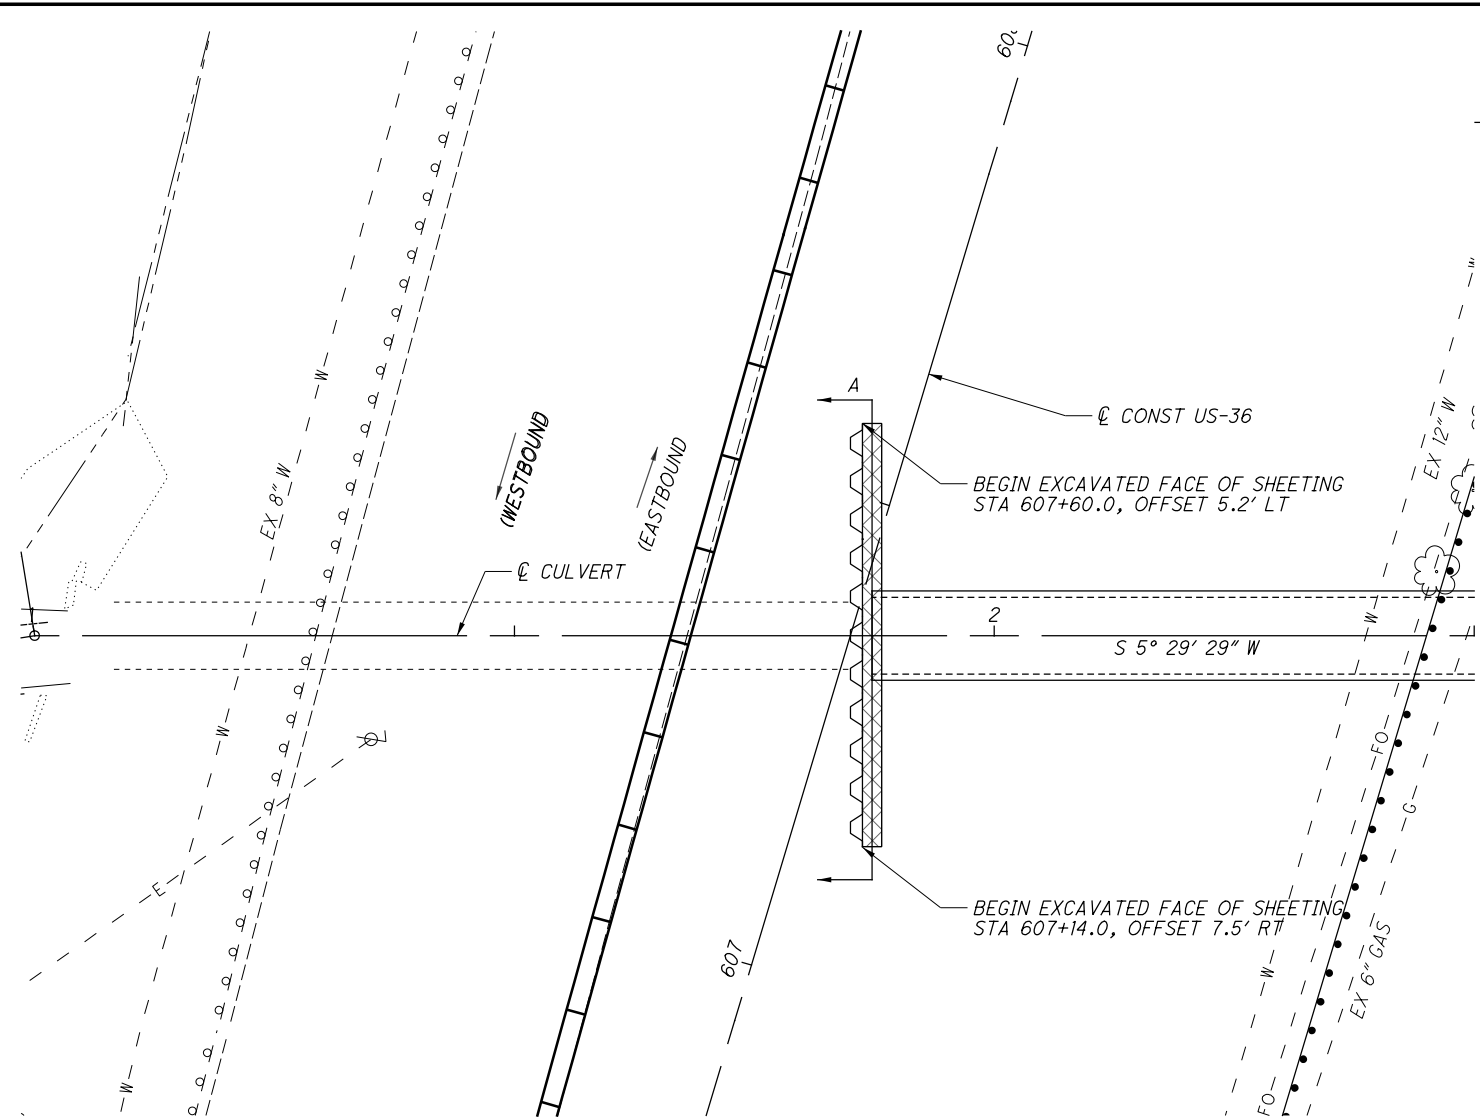 A
℄ CONST US-36
EX 12" W
W
BEGIN EXCAVATED FACE OF SHEETING
STA 607+60.0, OFFSET 5.2' LT
W
EX 8" W
(WESTBOUND
(EASTBOUND
℄ CULVERT
2
S 5° 29' 29" W
W
1
W
FO
G
E
BEGIN EXCAVATED FACE OF SHEETING
STA 607+14.0, OFFSET 7.5' RT
607
W
EX 6" GAS
W
FO